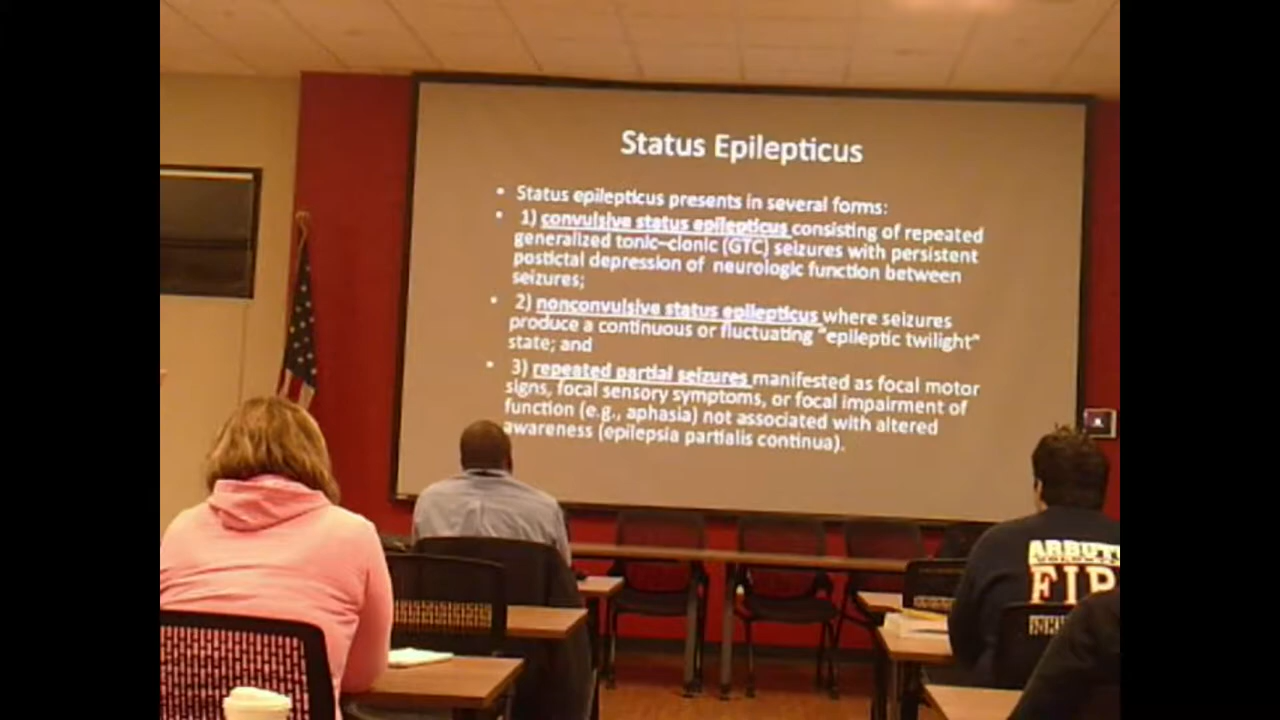 Status Epilepticus
• Status epilepticus presents in several forms:
• 1) convulsive status epilepticus consisting of repeated
generalized tonic–clonic (GTC) seizures with persistent
postictal depression of neurologic function between
seizures;
• 2) nonconvulsive status epilepticus where seizures
produce a continuous or fluctuating "epileptic twilight"
state; and
• 3) repeated partial seizures manifested as focal motor
signs, focal sensory symptoms, or focal impairment of
function (e.g., aphasia) not associated with altered
awareness (epilepsia partialis continua).
ARBUT
FIR